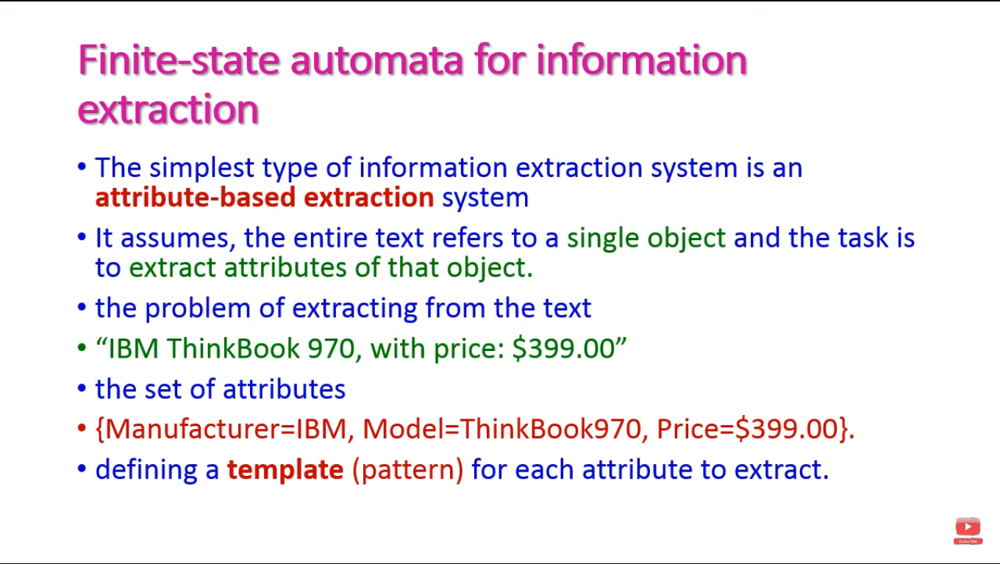 Finite-state automata for information
extraction
• The simplest type of information extraction system is an
attribute-based extraction system
• It assumes, the entire text refers to a single object and the task is
to extract attributes of that object.
• the problem of extracting from the text
• “IBM ThinkBook 970, with price: $399.00”
• the set of attributes
• {Manufacturer=IBM, Model=ThinkBook970, Price=$399.00}.
• defining a template (pattern) for each attribute to extract.
Subscribe